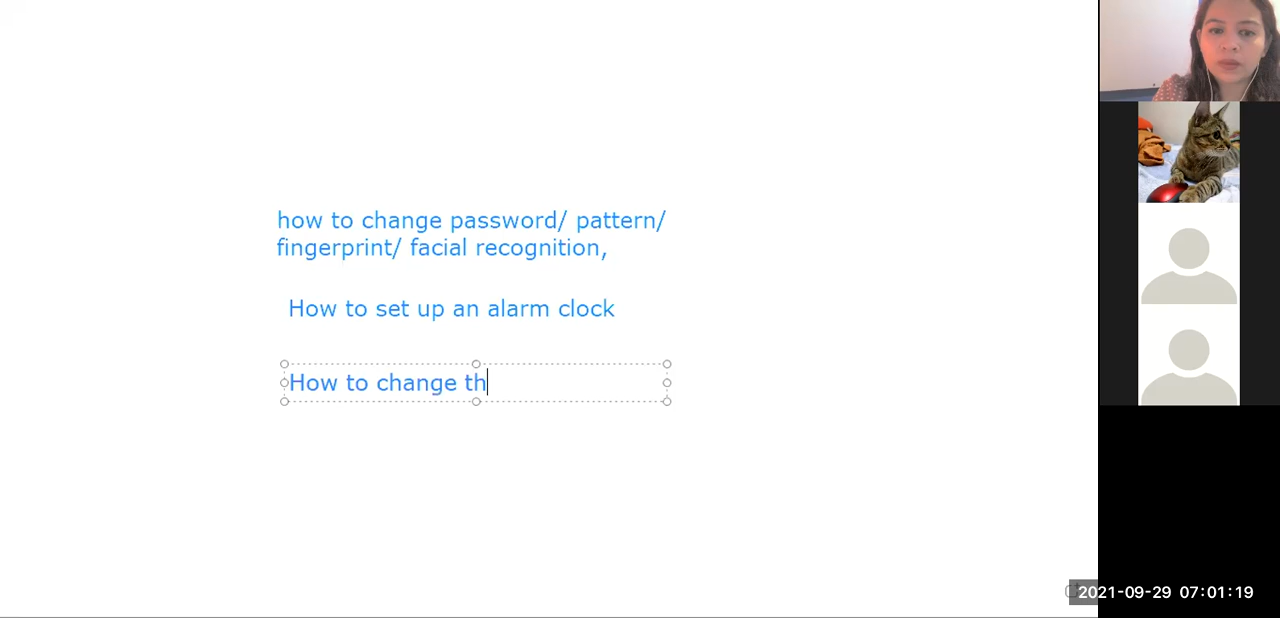 how to change password/ pattern/
fingerprint/ facial recognition,
How to set up an alarm clock
How to change th
2021-09-29 07:01:19